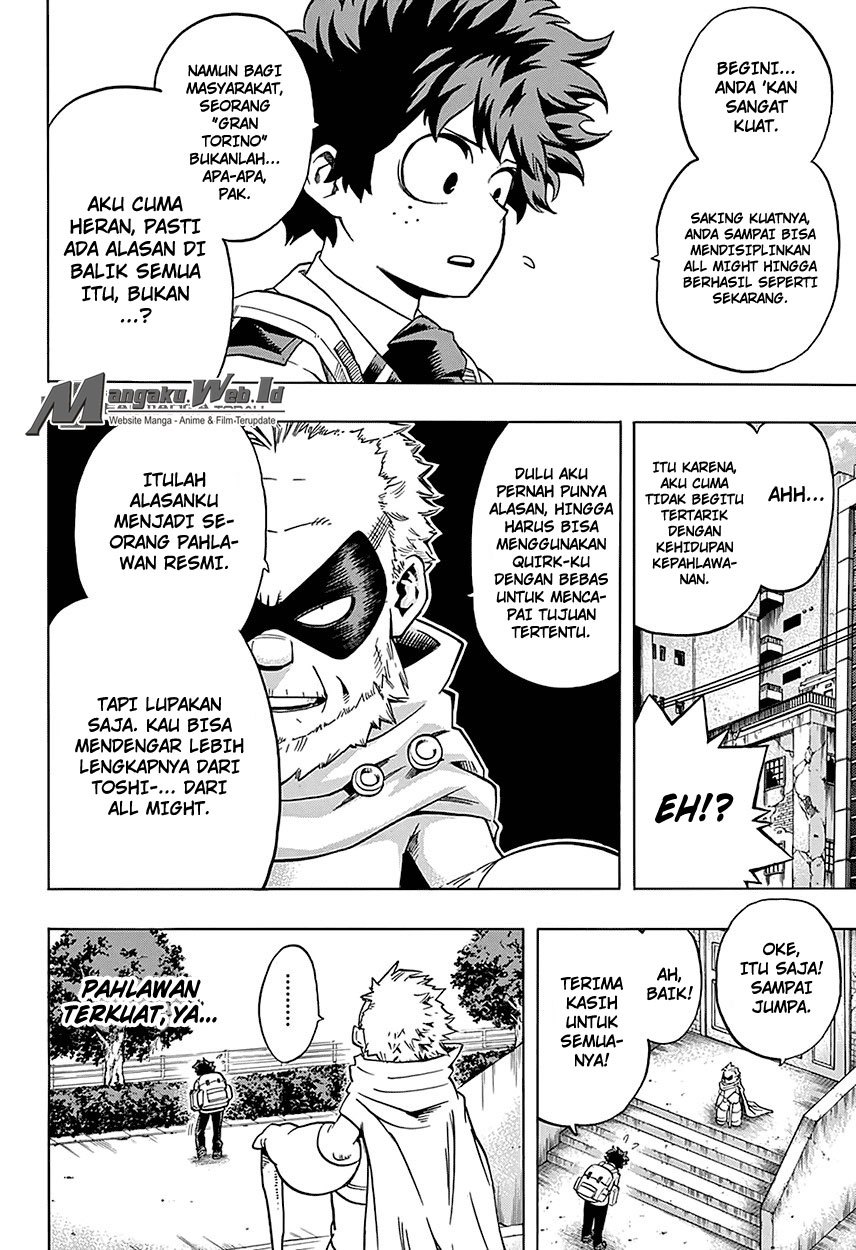 BEGINI...
ANDA 'KAN
SANGAT
KUAT.
SAKING KUATNYA,
ANDA SAMPAI BISA
MENDISIPLINKAN
ALL MIGHT HINGGA
BERHASIL SEPERTI
SEKARANG.
NAMUN BAGI
MASYARAKAT,
SEORANG
"GRAN
TORINO"
BUKANLAH...
APA-APA,
PAK.
AKU CUMA
HERAN, PASTI
ADA ALASAN DI
BALIK SEMUA
ITU, BUKAN
...?
Mangaku.Web.Id
Website Manga - Anime & Film-Terupdate
AHH...
ITU KARENA,
AKU CUMA
TIDAK BEGITU
TERTARIK
DENGAN
KEHIDUPAN
KEPAHLAWA-
NAN.
EH!?
DULU AKU
PERNAH PUNYA
ALASAN, HINGGA
HARUS BISA
MENGGUNAKAN
QUIRK-KU
DENGAN BEBAS
UNTUK MENCA-
PAI TUJUAN
TERTENTU.
ITULAH
ALASANKU
MENJADI SE-
ORANG PAHLA-
WAN RESMI.
TAPI LUPAKAN
SAJA. KAU BISA
MENDENGAR LEBIH
LENGKAPNYA DARI
TOSHI-... DARI
ALL MIGHT.
OKE,
ITU SAJA!
SAMPAI
JUMPA.
AH,
BAIK!
TERIMA
KASIH
UNTUK
SEMUA-
NYA!
........
PAHLAWAN
TERKUAT, YA...